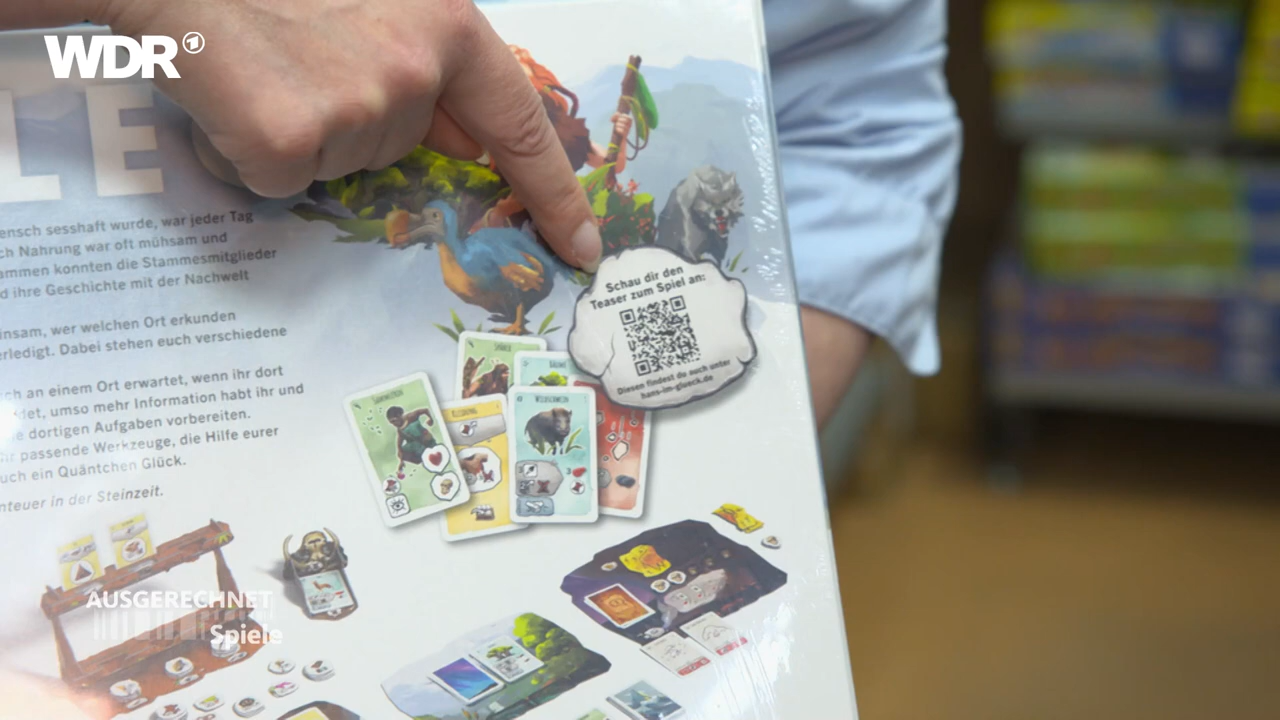 WDR
LE
ensch sesshaft wurde, war jeder Tag
ch Nahrung war oft mühsam und
ammen konnten die Stammesmitglieder
d ihre Geschichte mit der Nachwelt
insam, wer welchen Ort erkunden
erledigt. Dabei stehen euch verschiedene
ch an einem Ort erwartet, wenn ihr dort
det, umso mehr Information habt ihr und
e dortigen Aufgaben vorbereiten.
passende Werkzeuge, die Hilfe eurer
uch ein Quäntchen Glück.
nteuer in der Steinzeit.
Schau dir den
Teaser zum Spiel an:
Diesen findest du auch unter
hans-im-glueck.de
WILDSCHWEIN
AUSGERECHNET
Spiele